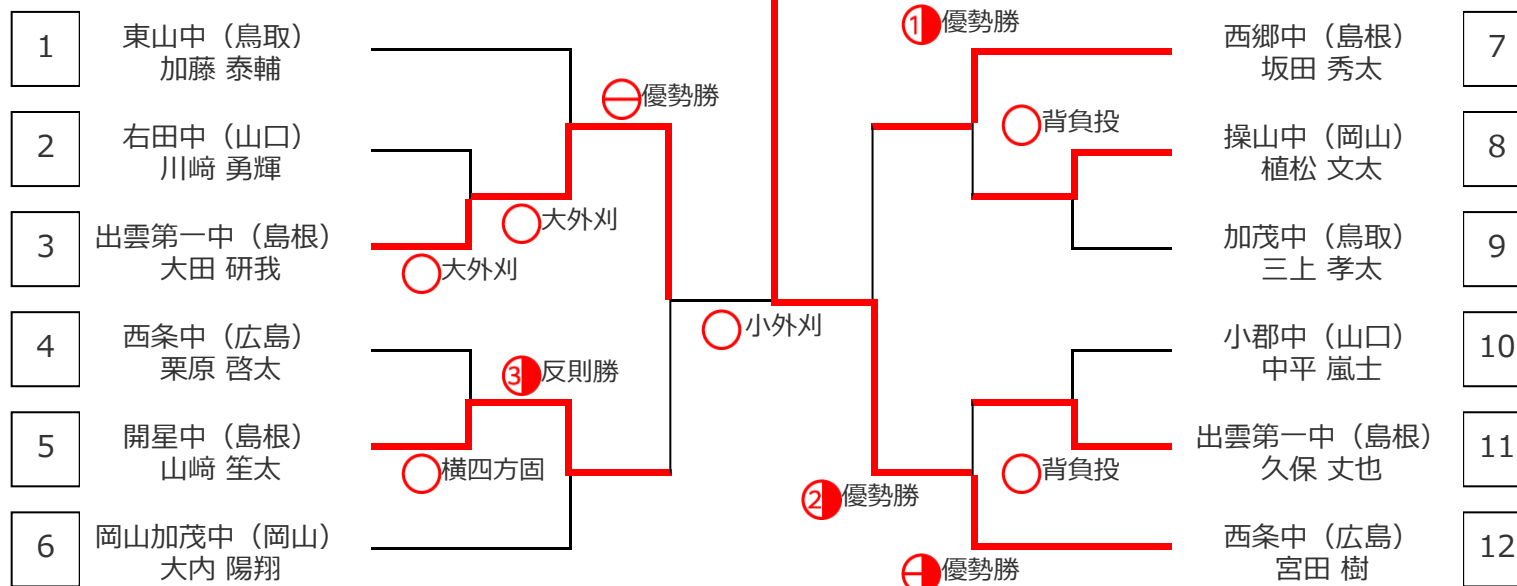 1
東山中（鳥取）
加藤 泰輔
2
右田中（山口）
川﨑 勇輝
3
出雲第一中（島根）
大田 研我
4
西条中（広島）
栗原 啓太
5
開星中（島根）
山﨑 笙太
6
岡山加茂中（岡山）
大内 陽翔
優勢勝
大外刈
大外刈
3反則勝
横四方固
小外刈
1優勢勝
背負投
背負投
2優勢勝
優勢勝
西郷中（島根）
坂田 秀太
7
操山中（岡山）
植松 文太
8
加茂中（鳥取）
三上 孝太
9
小郡中（山口）
中平 嵐士
10
出雲第一中（島根）
久保 丈也
11
西条中（広島）
宮田 樹
12